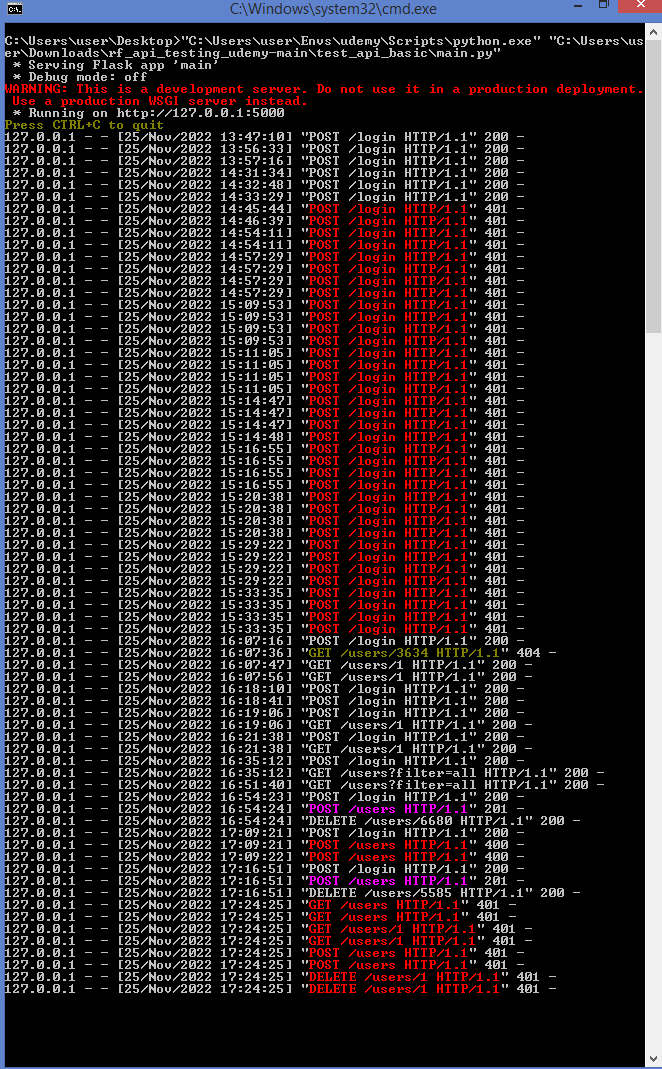 C:\Windows\system32\cmd.exe
C:\Users\user\Desktop>"C:\Users\user\Envs\udemy\Scripts\python.exe" "C:\Users\us
er\Downloads\rf_api_testing_udemy-main\test_api_basic\main.py"
* Serving Flask app 'main'
* Debug mode: off
WARNING: This is a development server. Do not use it in a production deployment.
Use a production WSGI server instead.
* Running on http://127.0.0.1:5000
Press CTRL+C to quit
127.0.0.1 - - [25/Nov/2022 13:47:10] "POST /login HTTP/1.1" 200 -
127.0.0.1 - - [25/Nov/2022 13:56:33] "POST /login HTTP/1.1" 200 -
127.0.0.1 - - [25/Nov/2022 13:57:16] "POST /login HTTP/1.1" 200 -
127.0.0.1 - - [25/Nov/2022 14:31:34] "POST /login HTTP/1.1" 200 -
127.0.0.1 - - [25/Nov/2022 14:32:48] "POST /login HTTP/1.1" 200 -
127.0.0.1 - - [25/Nov/2022 14:33:29] "POST /login HTTP/1.1" 200 -
127.0.0.1 - - [25/Nov/2022 14:45:44] "POST /login HTTP/1.1" 401 -
127.0.0.1 - - [25/Nov/2022 14:46:39] "POST /login HTTP/1.1" 401 -
127.0.0.1 - - [25/Nov/2022 14:54:11] "POST /login HTTP/1.1" 401 -
127.0.0.1 - - [25/Nov/2022 14:54:11] "POST /login HTTP/1.1" 401 -
127.0.0.1 - - [25/Nov/2022 14:57:29] "POST /login HTTP/1.1" 401 -
127.0.0.1 - - [25/Nov/2022 14:57:29] "POST /login HTTP/1.1" 401 -
127.0.0.1 - - [25/Nov/2022 14:57:29] "POST /login HTTP/1.1" 401 -
127.0.0.1 - - [25/Nov/2022 14:57:29] "POST /login HTTP/1.1" 401 -
127.0.0.1 - - [25/Nov/2022 15:09:53] "POST /login HTTP/1.1" 401 -
127.0.0.1 - - [25/Nov/2022 15:09:53] "POST /login HTTP/1.1" 401 -
127.0.0.1 - - [25/Nov/2022 15:09:53] "POST /login HTTP/1.1" 401 -
127.0.0.1 - - [25/Nov/2022 15:09:53] "POST /login HTTP/1.1" 401 -
127.0.0.1 - - [25/Nov/2022 15:11:05] "POST /login HTTP/1.1" 401 -
127.0.0.1 - - [25/Nov/2022 15:11:05] "POST /login HTTP/1.1" 401 -
127.0.0.1 - - [25/Nov/2022 15:11:05] "POST /login HTTP/1.1" 401 -
127.0.0.1 - - [25/Nov/2022 15:11:05] "POST /login HTTP/1.1" 401 -
127.0.0.1 - - [25/Nov/2022 15:14:47] "POST /login HTTP/1.1" 401 -
127.0.0.1 - - [25/Nov/2022 15:14:47] "POST /login HTTP/1.1" 401 -
127.0.0.1 - - [25/Nov/2022 15:14:47] "POST /login HTTP/1.1" 401 -
127.0.0.1 - - [25/Nov/2022 15:14:48] "POST /login HTTP/1.1" 401 -
127.0.0.1 - - [25/Nov/2022 15:16:55] "POST /login HTTP/1.1" 401 -
127.0.0.1 - - [25/Nov/2022 15:16:55] "POST /login HTTP/1.1" 401 -
127.0.0.1 - - [25/Nov/2022 15:16:55] "POST /login HTTP/1.1" 401 -
127.0.0.1 - - [25/Nov/2022 15:16:55] "POST /login HTTP/1.1" 401 -
127.0.0.1 - - [25/Nov/2022 15:20:38] "POST /login HTTP/1.1" 401 -
127.0.0.1 - - [25/Nov/2022 15:20:38] "POST /login HTTP/1.1" 401 -
127.0.0.1 - - [25/Nov/2022 15:20:38] "POST /login HTTP/1.1" 401 -
127.0.0.1 - - [25/Nov/2022 15:20:38] "POST /login HTTP/1.1" 401 -
127.0.0.1 - - [25/Nov/2022 15:29:22] "POST /login HTTP/1.1" 401 -
127.0.0.1 - - [25/Nov/2022 15:29:22] "POST /login HTTP/1.1" 401 -
127.0.0.1 - - [25/Nov/2022 15:29:22] "POST /login HTTP/1.1" 401 -
127.0.0.1 - - [25/Nov/2022 15:29:22] "POST /login HTTP/1.1" 401 -
127.0.0.1 - - [25/Nov/2022 15:33:35] "POST /login HTTP/1.1" 401 -
127.0.0.1 - - [25/Nov/2022 15:33:35] "POST /login HTTP/1.1" 401 -
127.0.0.1 - - [25/Nov/2022 15:33:35] "POST /login HTTP/1.1" 401 -
127.0.0.1 - - [25/Nov/2022 15:33:35] "POST /login HTTP/1.1" 401 -
127.0.0.1 - - [25/Nov/2022 16:07:16] "POST /login HTTP/1.1" 200 -
127.0.0.1 - - [25/Nov/2022 16:07:36] "GET /users/3634 HTTP/1.1" 404 -
127.0.0.1 - - [25/Nov/2022 16:07:47] "GET /users/1 HTTP/1.1" 200 -
127.0.0.1 - - [25/Nov/2022 16:07:56] "GET /users/1 HTTP/1.1" 200 -
127.0.0.1 - - [25/Nov/2022 16:18:10] "POST /login HTTP/1.1" 200 -
127.0.0.1 - - [25/Nov/2022 16:18:41] "POST /login HTTP/1.1" 200 -
127.0.0.1 - - [25/Nov/2022 16:19:06] "POST /login HTTP/1.1" 200 -
127.0.0.1 - - [25/Nov/2022 16:19:06] "GET /users/1 HTTP/1.1" 200 -
127.0.0.1 - - [25/Nov/2022 16:21:38] "POST /login HTTP/1.1" 200 -
127.0.0.1 - - [25/Nov/2022 16:21:38] "GET /users/1 HTTP/1.1" 200 -
127.0.0.1 - - [25/Nov/2022 16:35:12] "POST /login HTTP/1.1" 200 -
127.0.0.1 - - [25/Nov/2022 16:35:12] "GET /users?filter=all HTTP/1.1" 200 -
127.0.0.1 - - [25/Nov/2022 16:51:40] "GET /users?filter=all HTTP/1.1" 200 -
127.0.0.1 - - [25/Nov/2022 16:54:23] "POST /login HTTP/1.1" 200 -
127.0.0.1 - - [25/Nov/2022 16:54:24] "POST /users HTTP/1.1" 201 -
127.0.0.1 - - [25/Nov/2022 16:54:24] "DELETE /users/6680 HTTP/1.1" 200 -
127.0.0.1 - - [25/Nov/2022 17:09:21] "POST /login HTTP/1.1" 200 -
127.0.0.1 - - [25/Nov/2022 17:09:21] "POST /users HTTP/1.1" 400 -
127.0.0.1 - - [25/Nov/2022 17:09:22] "POST /users HTTP/1.1" 400 -
127.0.0.1 - - [25/Nov/2022 17:16:51] "POST /login HTTP/1.1" 200 -
127.0.0.1 - - [25/Nov/2022 17:16:51] "POST /users HTTP/1.1" 201 -
127.0.0.1 - - [25/Nov/2022 17:16:51] "DELETE /users/5585 HTTP/1.1" 200 -
127.0.0.1 - - [25/Nov/2022 17:24:25] "GET /users HTTP/1.1" 401 -
127.0.0.1 - - [25/Nov/2022 17:24:25] "GET /users HTTP/1.1" 401 -
127.0.0.1 - - [25/Nov/2022 17:24:25] "GET /users/1 HTTP/1.1" 401 -
127.0.0.1 - - [25/Nov/2022 17:24:25] "GET /users/1 HTTP/1.1" 401 -
127.0.0.1 - - [25/Nov/2022 17:24:25] "POST /users HTTP/1.1" 401 -
127.0.0.1 - - [25/Nov/2022 17:24:25] "POST /users HTTP/1.1" 401 -
127.0.0.1 - - [25/Nov/2022 17:24:25] "DELETE /users/1 HTTP/1.1" 401 -
127.0.0.1 - - [25/Nov/2022 17:24:25] "DELETE /users/1 HTTP/1.1" 401 -